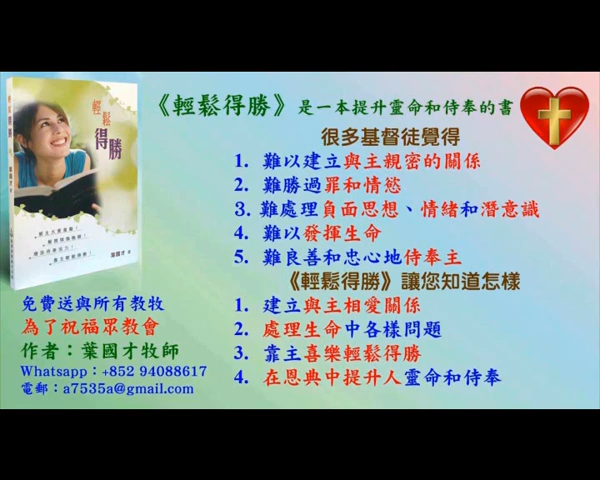 輕鬆
得勝
葉國才 著
《輕鬆得勝》是一本提升靈命和侍奉的書
很多基督徒覺得
1. 難以建立與主親密的關係
2. 難勝過罪和情慾
3. 難處理負面思想、情緒和潛意識
4. 難以發揮生命
5. 難良善和忠心地侍奉主
《輕鬆得勝》讓您知道怎樣
1. 建立與主相愛關係
2. 處理生命中各樣問題
3. 靠主喜樂輕鬆得勝
4. 在恩典中提升人靈命和侍奉
免費送與所有教牧
為了祝福眾教會
作者：葉國才牧師
Whatsapp：+852 94088617
電郵：a7535a@gmail.com